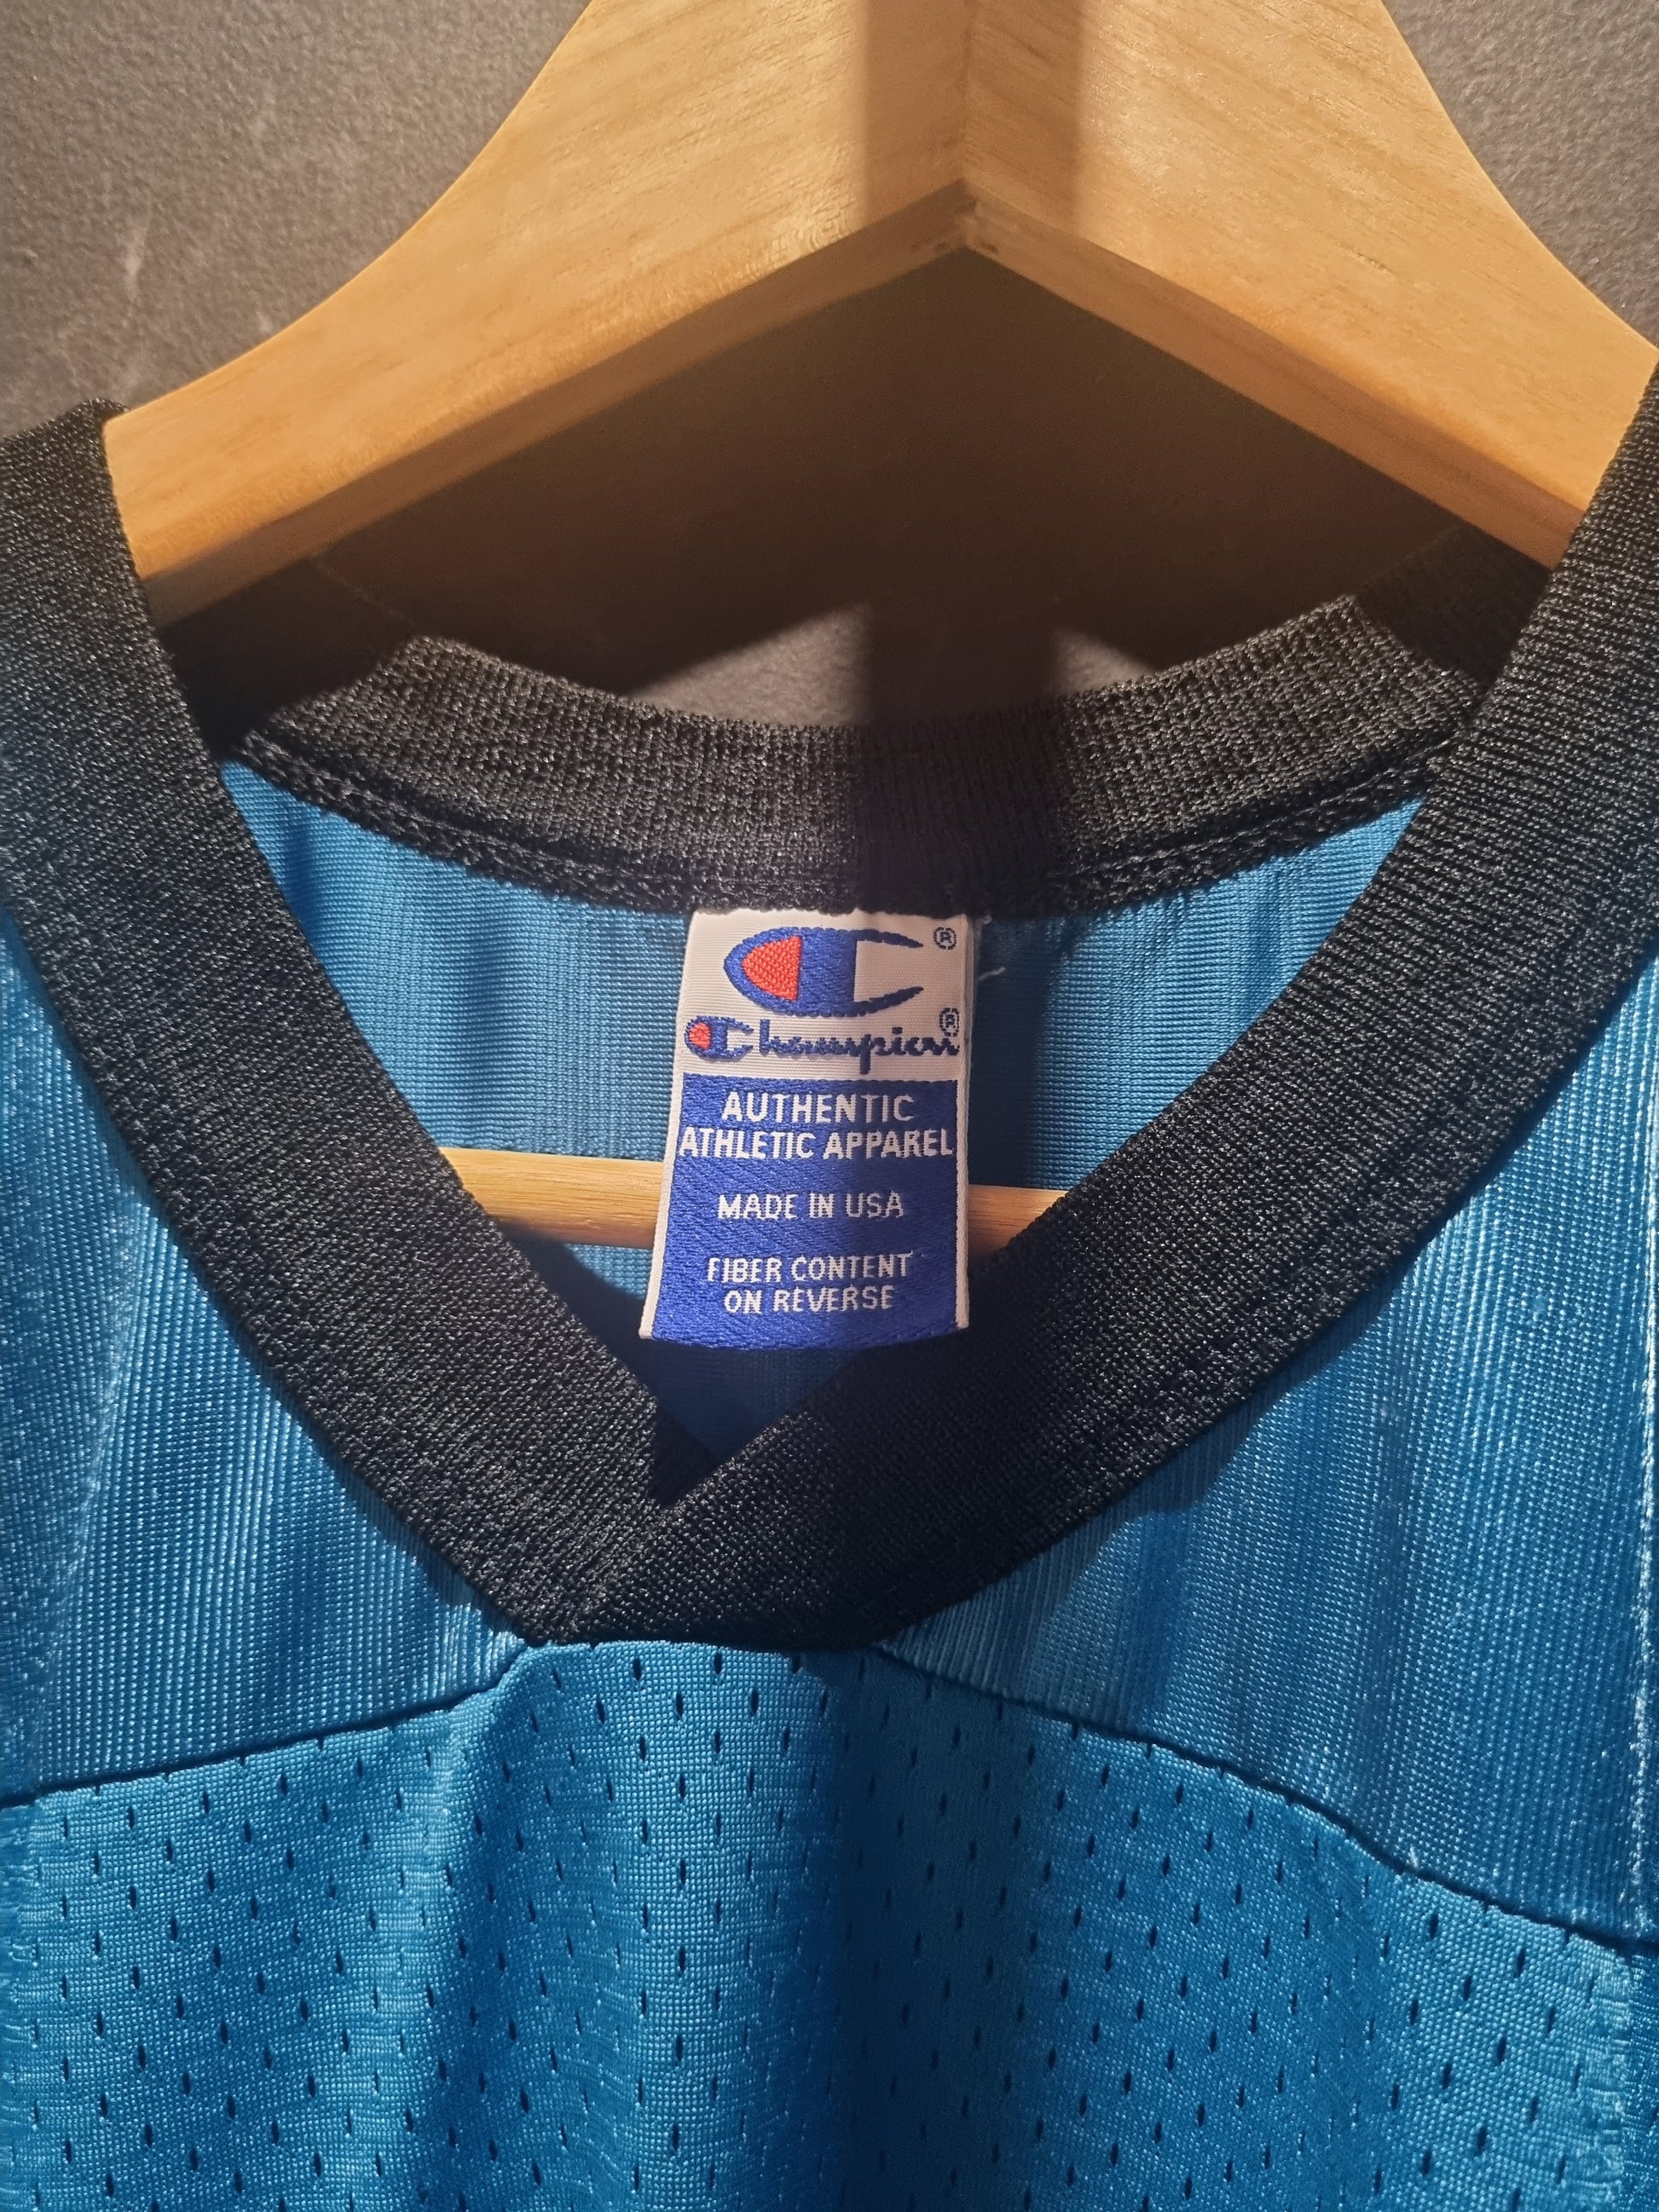 ®
Champion®
AUTHENTIC
ATHLETIC APPAREL
MADE IN USA
FIBER CONTENT
ON REVERSE